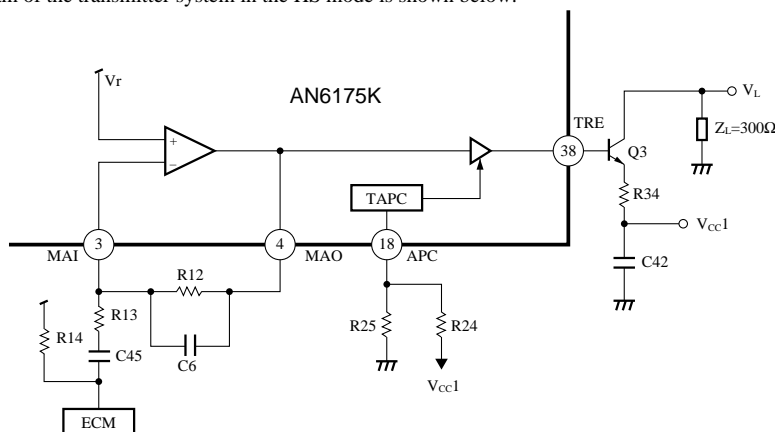 of the transmitter system in the HS mode is shown below.
Vr
AN6175K
VL
TRE
ZL=300Ω
+
−
38
Q3
R34
TAPC
VCC1
3
4
18
MAI
MAO
APC
C42
R12
R13
R14
R25
R24
C45
C6
VCC1
ECM